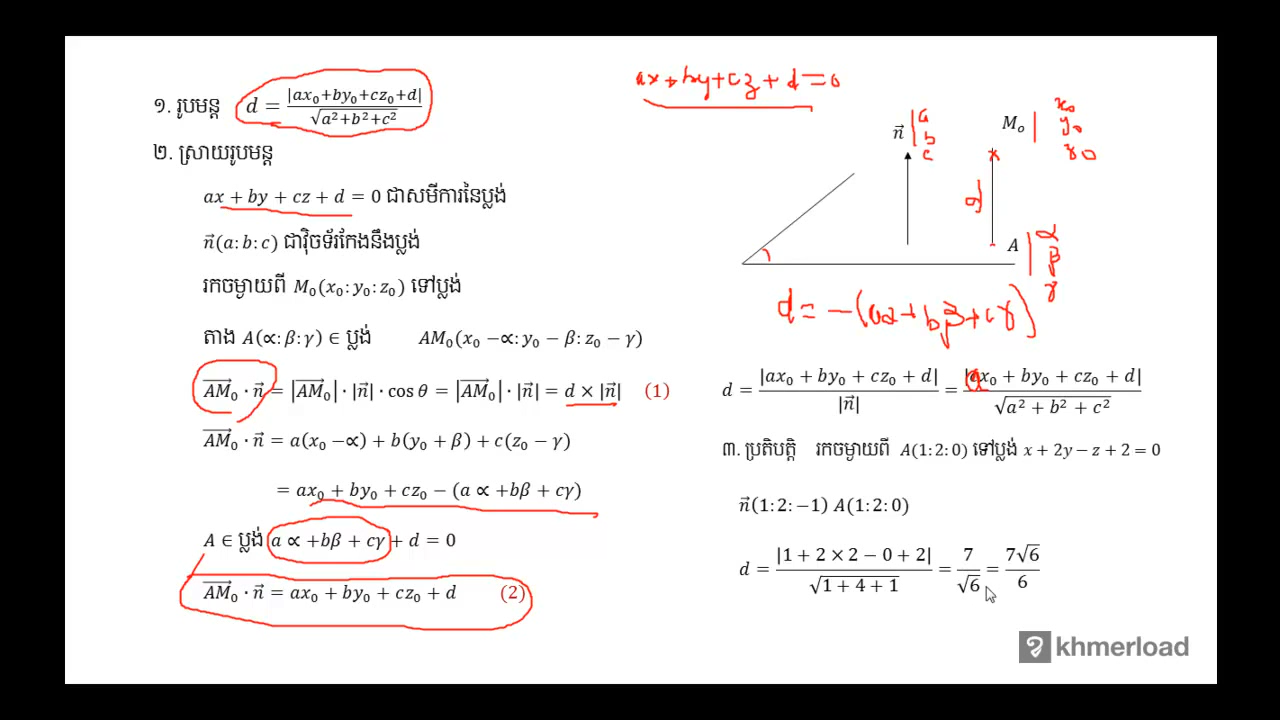 ១. រូបមន្ត d = |ax₀+by₀+cz₀+d| / √(a²+b²+c²)
២. ស្រាយរូបមន្ត
ax + by + cz + d = 0 ជាសមីការនៃប្លង់
n⃗(a: b: c) ជាវ៉ិចទ័រកែងនឹងប្លង់
រកចម្ងាយពី M₀(x₀: y₀: z₀) ទៅប្លង់
តាង A(∝: β: γ) ∈ ប្លង់ AM₀(x₀ −∝: y₀ − β: z₀ − γ)
AM₀⃗ · n⃗ = |AM₀⃗| · |n⃗| · cos θ = |AM₀⃗| · |n⃗| = d × |n⃗| (1)
AM₀⃗ · n⃗ = a(x₀ −∝) + b(y₀ + β) + c(z₀ − γ)
= ax₀ + by₀ + cz₀ − (a ∝ +bβ + cγ)
A ∈ ប្លង់ a ∝ +bβ + cγ + d = 0
AM₀⃗ · n⃗ = ax₀ + by₀ + cz₀ + d (2)
ax + by + cz + d = 0
n⃗ | a b c
M₀ | x₀ y₀ z₀
d
A | α β γ
d = −(aα + bβ + cγ)
d = |ax₀ + by₀ + cz₀ + d| / |n⃗| = |ax₀ + by₀ + cz₀ + d| / √(a² + b² + c²)
៣. ប្រតិបត្តិ រកចម្ងាយពី A(1: 2: 0) ទៅប្លង់ x + 2y − z + 2 = 0
n⃗(1: 2: −1) A(1: 2: 0)
d = |1 + 2 × 2 − 0 + 2| / √(1 + 4 + 1) = 7 / √6 = 7√6 / 6
khmerload